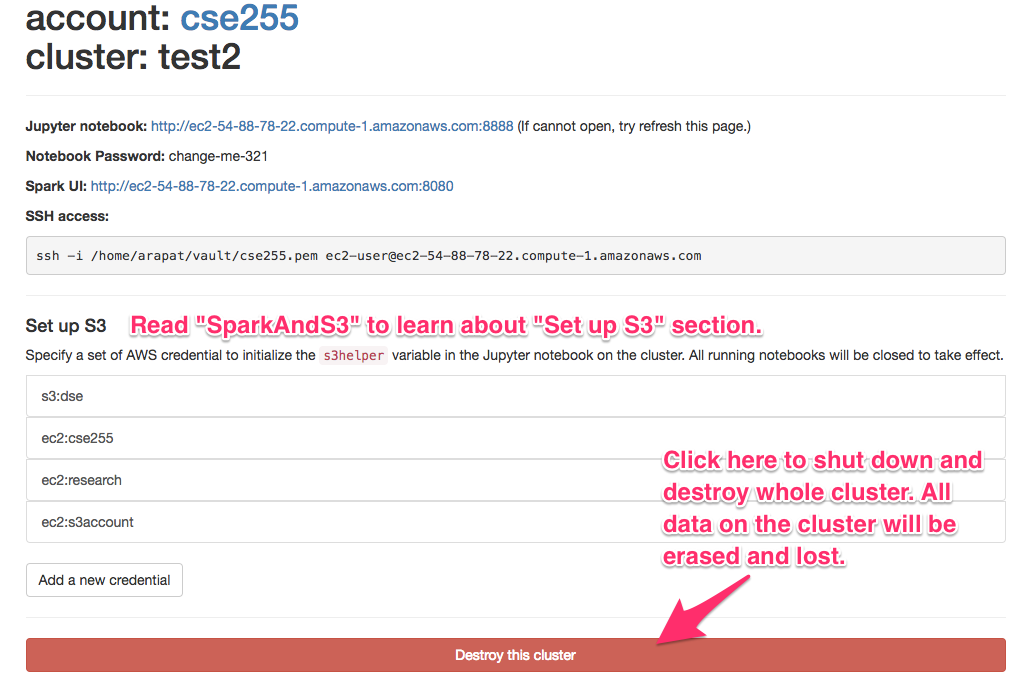 account: cse255
cluster: test2
Jupyter notebook: http://ec2-54-88-78-22.compute-1.amazonaws.com:8888 (If cannot open, try refresh this page.)
Notebook Password: change-me-321
Spark UI: http://ec2-54-88-78-22.compute-1.amazonaws.com:8080
SSH access:
ssh -i /home/arapat/vault/cse255.pem ec2-user@ec2-54-88-78-22.compute-1.amazonaws.com
Set up S3 Read "SparkAndS3" to learn about "Set up S3" section.
Specify a set of AWS credential to initialize the s3helper variable in the Jupyter notebook on the cluster. All running notebooks will be closed to take effect.
s3:dse
ec2:cse255
ec2:research
ec2:s3account
Click here to shut down and
destroy whole cluster. All
data on the cluster will be
erased and lost.
Add a new credential
Destroy this cluster